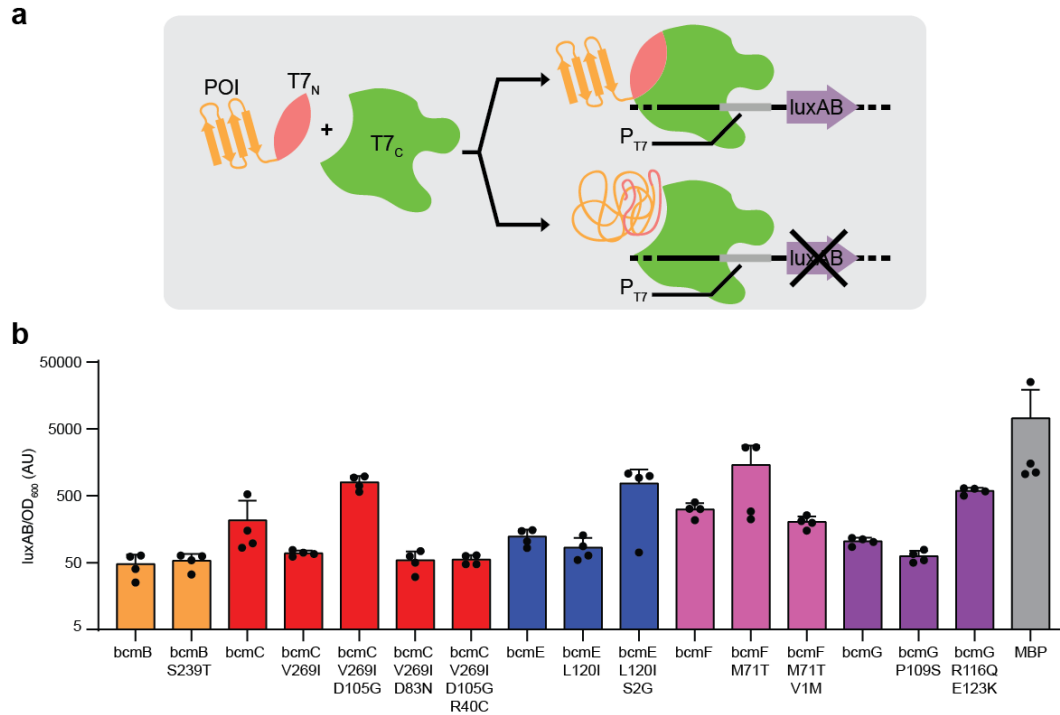 a
POI
T7N
+
T7C
PT7
luxAB
PT7
luxAB
b
luxAB/OD600 (AU)
50000
5000
500
50
5
bcmB
bcmB S239T
bcmC
bcmC V269I
bcmC V269I D105G
bcmC V269I D83N
bcmC V269I D105G R40C
bcmE
bcmE L120I
bcmE L120I S2G
bcmF
bcmF M71T
bcmF M71T V1M
bcmG
bcmG P109S
bcmG R116Q E123K
MBP